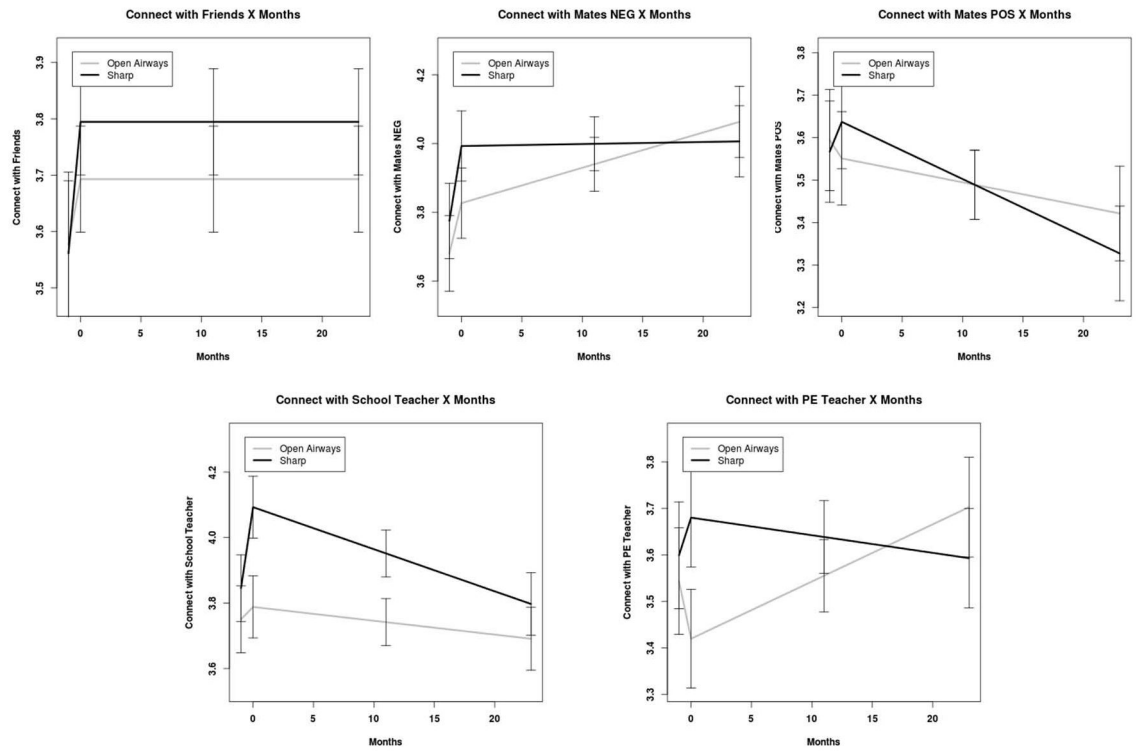 Connect with Friends X Months
Open Airways
Sharp
3.9
3.8
3.7
3.6
3.5
Connect with Friends
0 5 10 15 20
Months
Connect with Mates NEG X Months
Open Airways
Sharp
4.2
4.0
3.8
3.6
Connect with Mates NEG
0 5 10 15 20
Months
Connect with Mates POS X Months
Open Airways
Sharp
3.8
3.7
3.6
3.5
3.4
3.3
3.2
Connect with Mates POS
0 5 10 15 20
Months
Connect with School Teacher X Months
Open Airways
Sharp
4.2
4.0
3.8
3.6
Connect with School Teacher
0 5 10 15 20
Months
Connect with PE Teacher X Months
Open Airways
Sharp
3.8
3.7
3.6
3.5
3.4
3.3
Connect with PE Teacher
0 5 10 15 20
Months